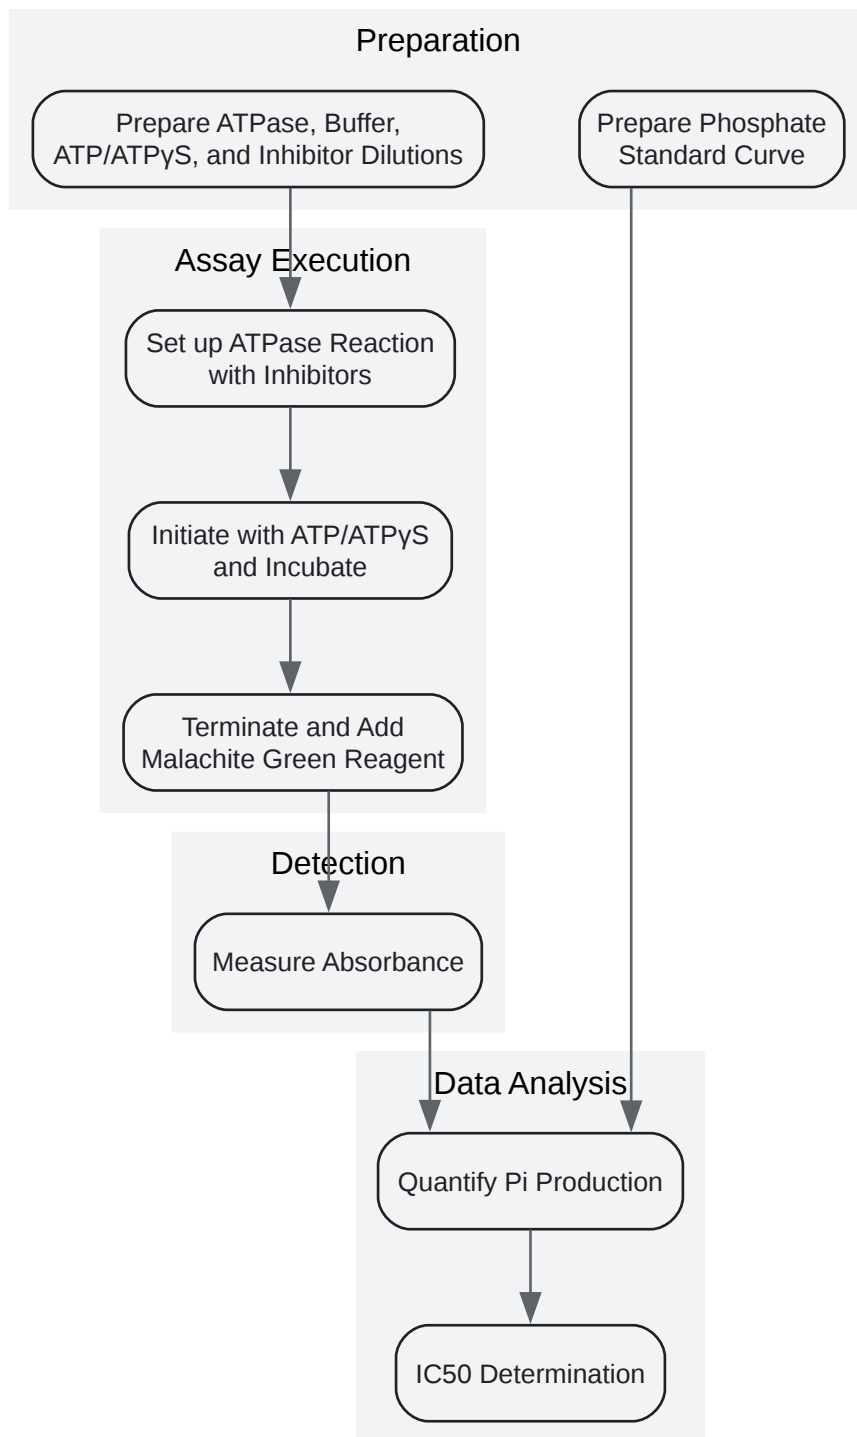 Preparation
Prepare ATPase, Buffer,
ATP/ATPγS, and Inhibitor Dilutions
Prepare Phosphate
Standard Curve
Assay Execution
Set up ATPase Reaction
with Inhibitors
Initiate with ATP/ATPγS
and Incubate
Terminate and Add
Malachite Green Reagent
Detection
Measure Absorbance
Data Analysis
Quantify Pi Production
IC50 Determination